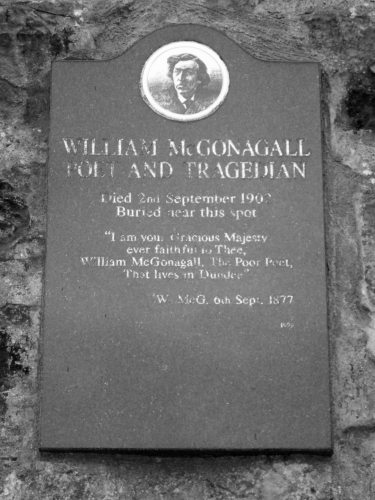 WILLIAM McGONAGALL
POET AND TRAGEDIAN
Died 2nd September 1902
Buried near this spot
"I am your Gracious Majesty
ever faithful to Thee,
William McGonagall, The Poor Poet,
That lives in Dundee"
W. McG. 6th Sept. 1877